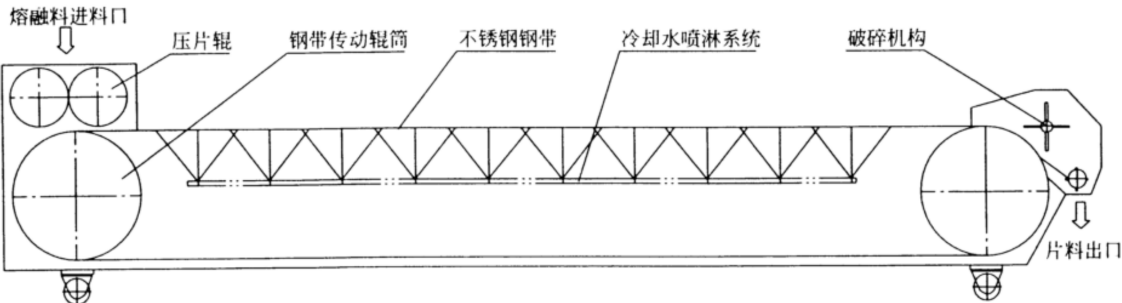 熔融料进料口
压片辊
钢带传动辊筒
不锈钢钢带
冷却水喷淋系统
破碎机构
片料出口